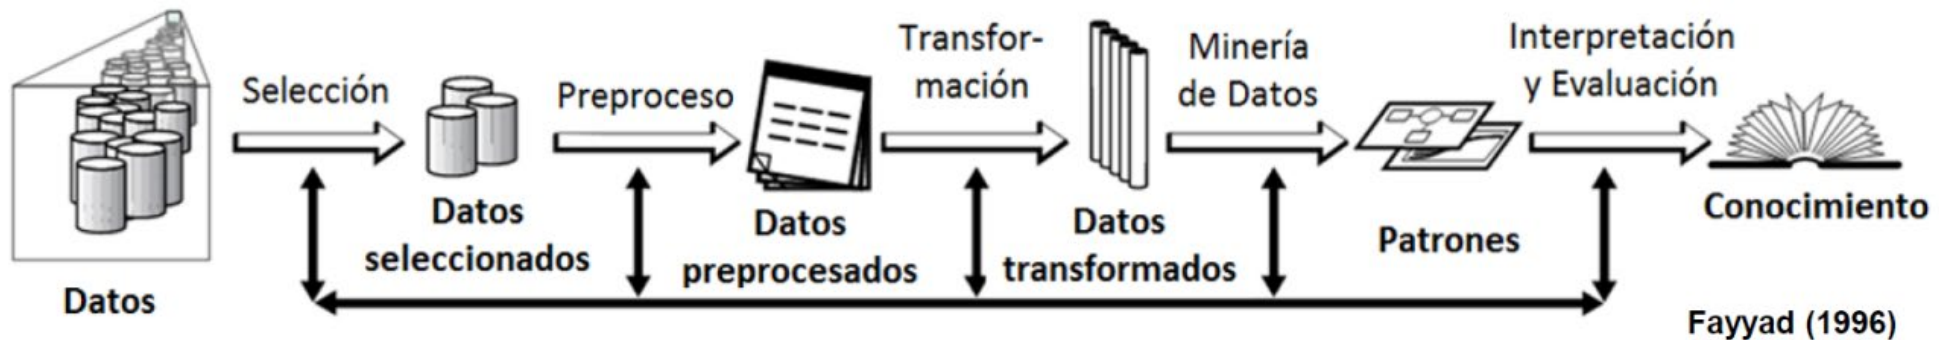 Datos
Selección
Datos
seleccionados
Preproceso
Datos
preprocesados
Transfor-
mación
Datos
transformados
Minería
de Datos
Patrones
Interpretación
y Evaluación
Conocimiento
Fayyad (1996)